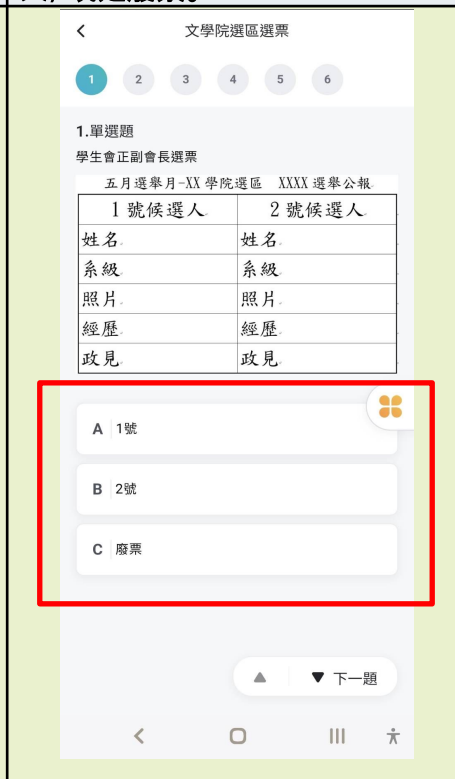 文學院選區選票
1 2 3 4 5 6
1.單選題
學生會正副會長選票
五月選舉月-XX 學院選區 XXXX 選舉公報
1 號候選人 2 號候選人
姓名 姓名
系級 系級
照片 照片
經歷 經歷
政見 政見
A 1號
B 2號
C 廢票
下一題